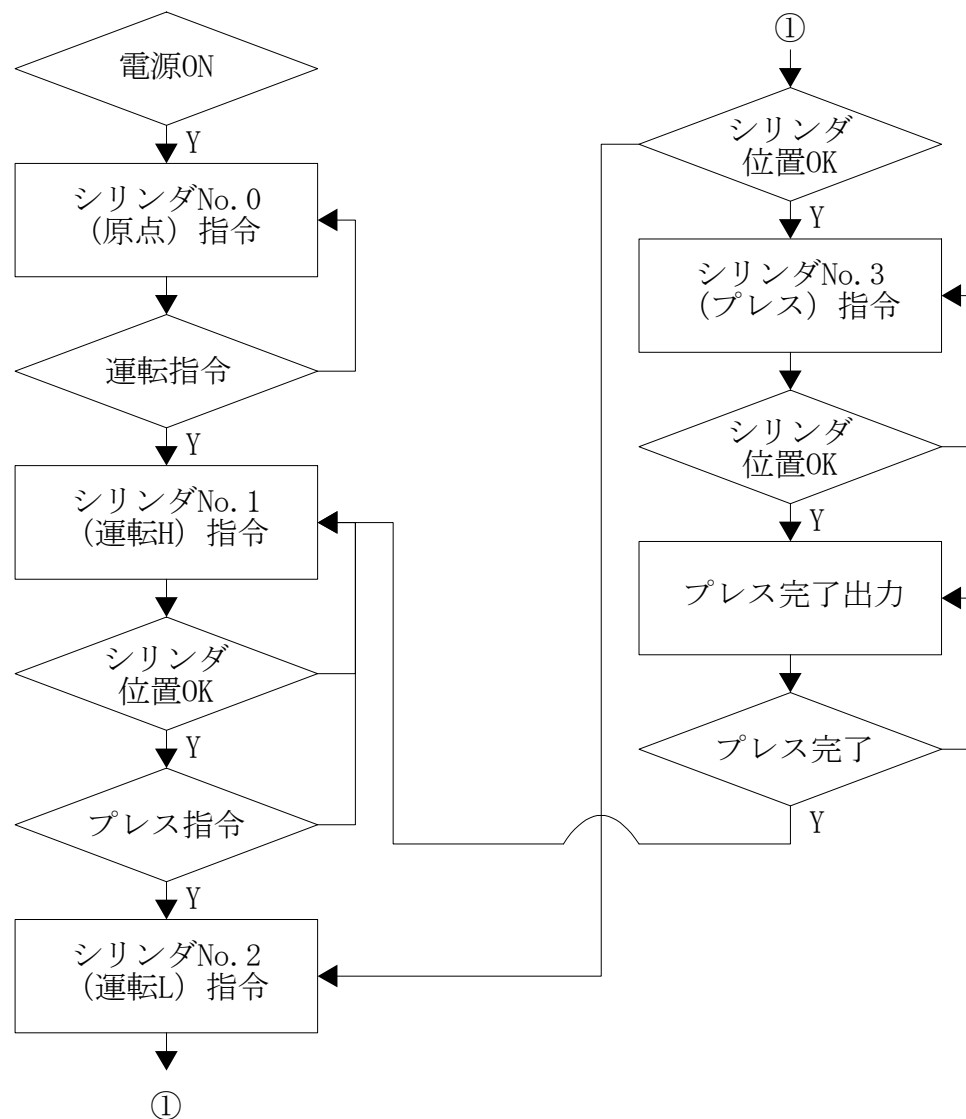 電源ON
Y
シリンダNo.0
(原点) 指令
運転指令
Y
シリンダNo.1
(運転H) 指令
シリンダ
位置OK
Y
プレス指令
Y
シリンダNo.2
(運転L) 指令
①
①
シリンダ
位置OK
Y
シリンダNo.3
(プレス) 指令
シリンダ
位置OK
Y
プレス完了出力
プレス完了
Y